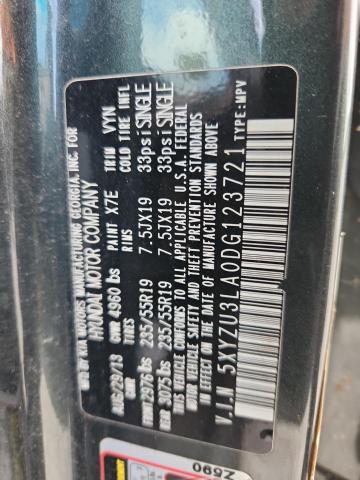 MFD BY KIA MOTORS MANUFACTURING GEORGIA, INC. FOR
HYUNDAI MOTOR COMPANY
AUG/29/13 GVWR 4960 lbs PAINT X7E TRIM VYN
GAWR TIRES RIMS COLD TIRE INFL
FRONT 2976 lbs 235/55R19 7.5JX19 33psi SINGLE
REAR 3075 lbs 235/55R19 7.5JX19 33psi SINGLE
THIS VEHICLE CONFORMS TO ALL APPLICABLE U.S.A. FEDERAL
MOTOR VEHICLE SAFETY AND THEFT PREVENTION STANDARDS
IN EFFECT ON THE DATE OF MANUFACTURE SHOWN ABOVE.
V.I.N 5XYZU3LA0DG123721 TYPE:MPV
Z590